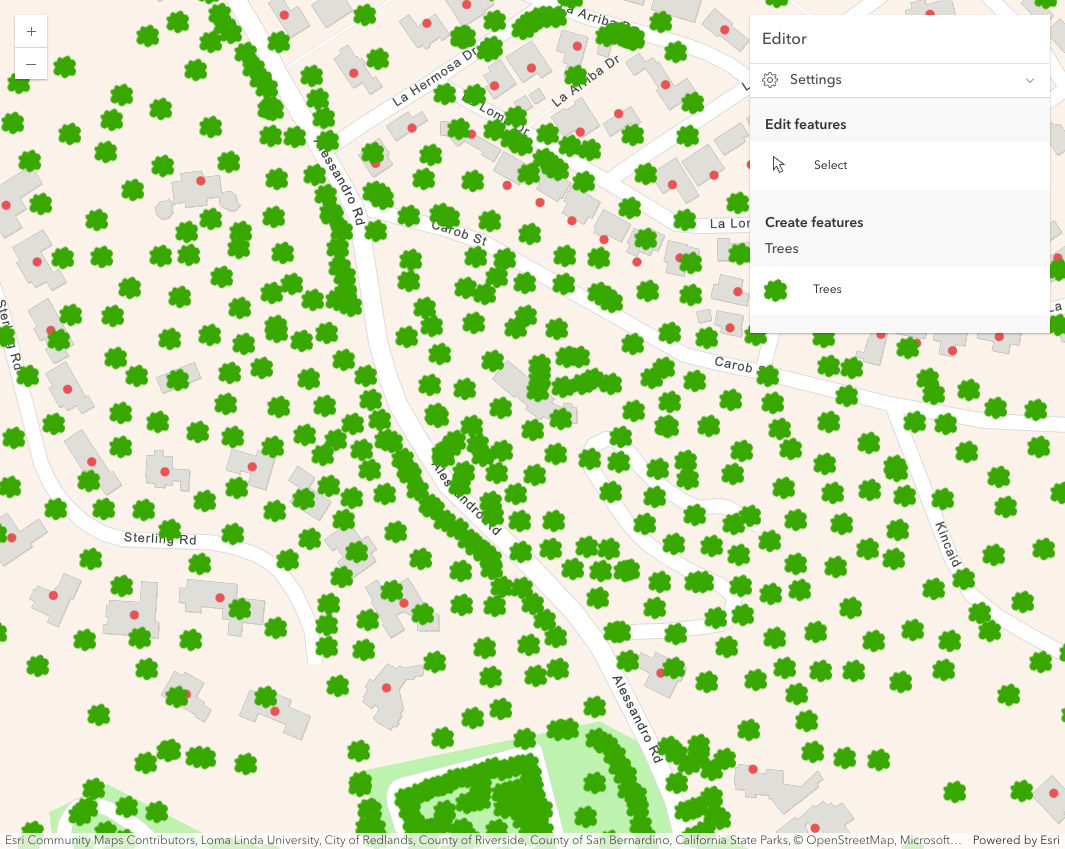 +
−
La Arriba D
La Hermosa Dr
La Arriba Dr
La Loma Dr
Alessandro Rd
Carob St
La Lo
Editor
Settings
Edit features
Select
Create features
Trees
Trees
La
Sterling Rd
Carob S
Alessandro Rd
Sterling Rd
Kincaid
Alessandro Rd
Esri Community Maps Contributors, Loma Linda University, City of Redlands, County of Riverside, County of San Bernardino, California State Parks, © OpenStreetMap, Microsoft… Powered by Esri